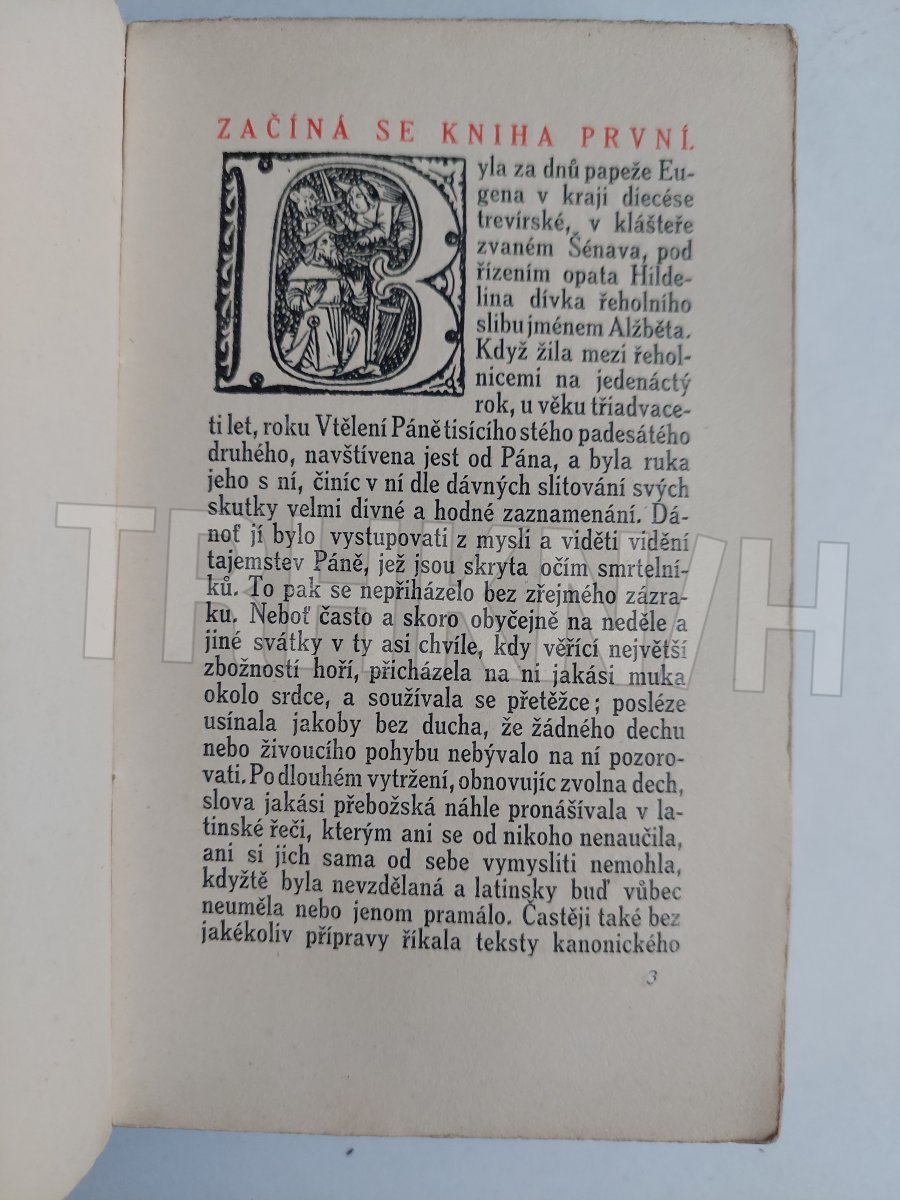 ZAČÍNÁ SE KNIHA PRVNÍ.
Byla za dnů papeže Eu-
gena v kraji diecése
trevírské, v klášteře
zvaném Šénava, pod
řízením opata Hilde-
lina dívka řeholního
slibu jménem Alžběta.
Když žila mezi řehol-
nicemi na jedenáctý
rok, u věku třiadvace-
ti let, roku Vtělení Páně tisícího stého padesátého
druhého, navštívena jest od Pána, a byla ruka
jeho s ní, činíc v ní dle dávných slitování svých
skutky velmi divné a hodné zaznamenání. Dá-
noť jí bylo vystupovati z mysli a viděti vidění
tajemstev Páně, jež jsou skryta očím smrtelní-
ků. To pak se nepřiházelo bez zřejmého zázra-
ku. Neboť často a skoro obyčejně na neděle a
jiné svátky v ty asi chvíle, kdy věřící největší
zbožností hoří, přicházela na ni jakási muka
okolo srdce, a soužívala se přetěžce; posléze
usínala jakoby bez ducha, že žádného dechu
nebo živoucího pohybu nebývalo na ní pozoro-
vati. Po dlouhém vytržení, obnovujíc zvolna dech,
slova jakási přebožská náhle pronášívala v la-
tinské řeči, kterým ani se od nikoho nenaučila,
ani si jich sama od sebe vymysliti nemohla,
kdyžtě byla nevzdělaná a latinsky buď vůbec
neuměla nebo jenom pramálo. Častěji také bez
jakékoliv přípravy říkala teksty kanonického
3